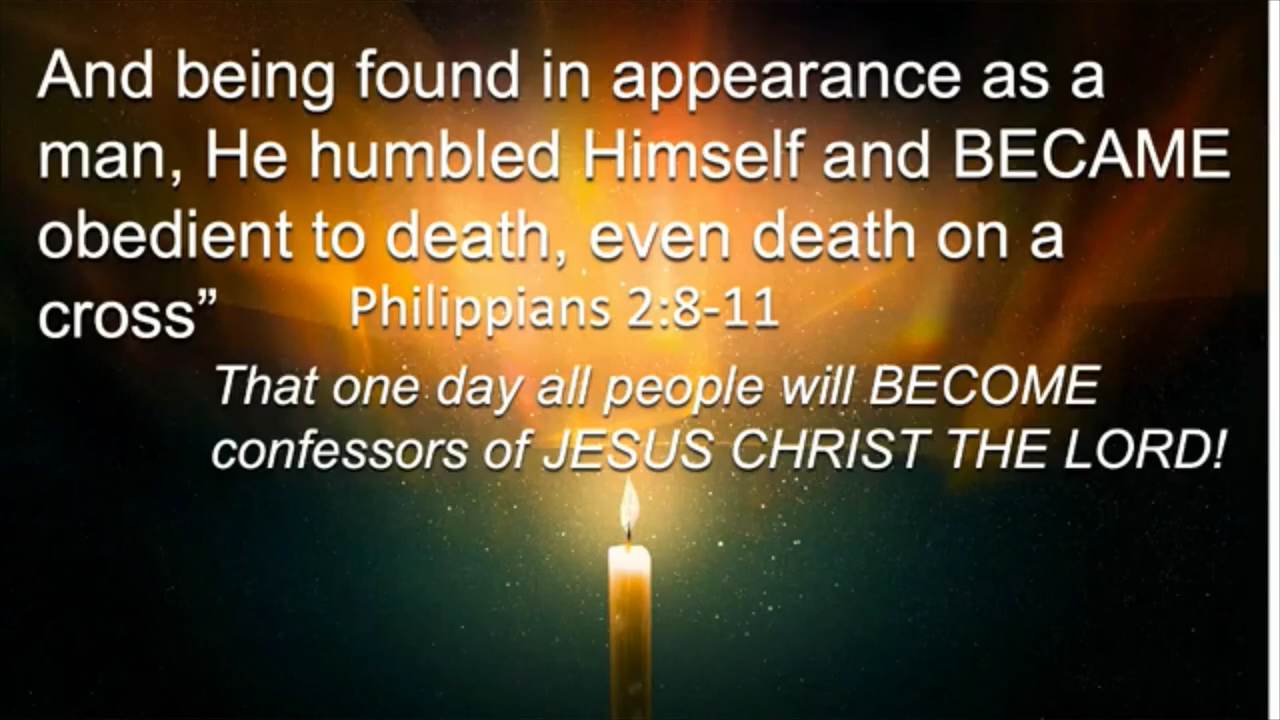 And being found in appearance as a
man, He humbled Himself and BECAME
obedient to death, even death on a
cross” Philippians 2:8-11
That one day all people will BECOME
confessors of JESUS CHRIST THE LORD!